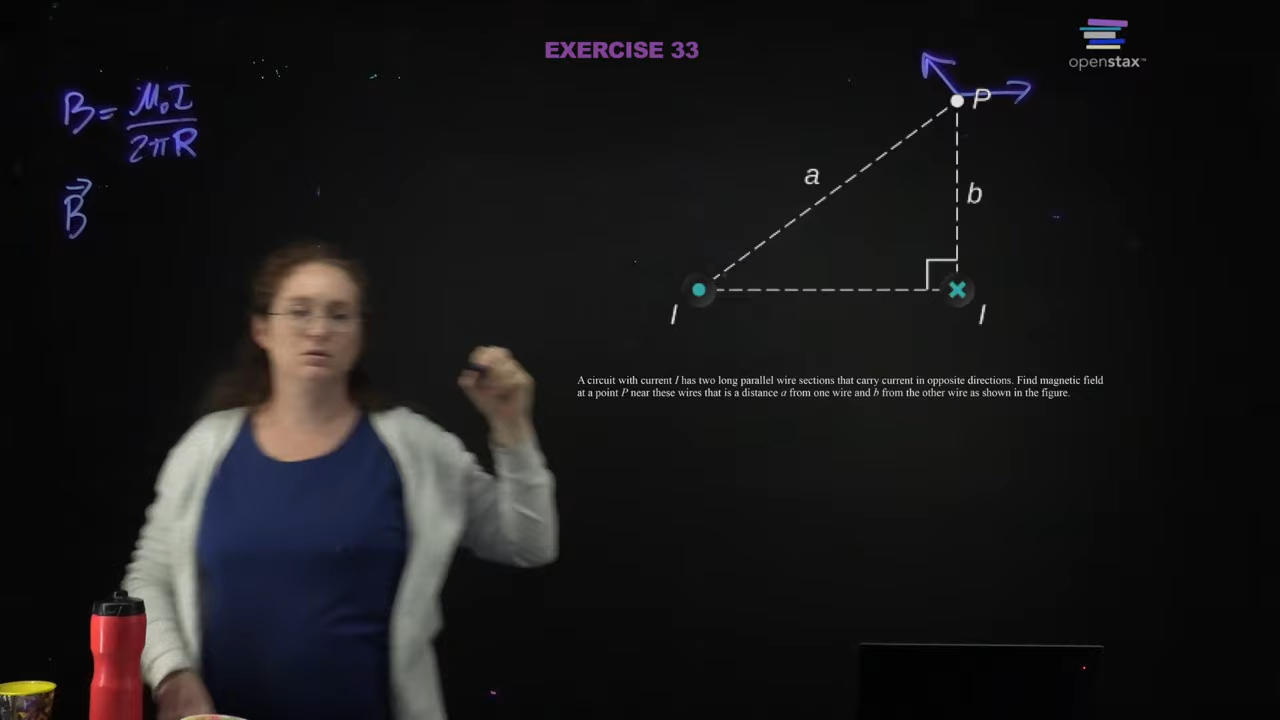 EXERCISE 33
openstax™
B = μ₀I / 2πR
B⃗
P
a
b
I
I
A circuit with current I has two long parallel wire sections that carry current in opposite directions. Find magnetic field
at a point P near these wires that is a distance a from one wire and b from the other wire as shown in the figure.